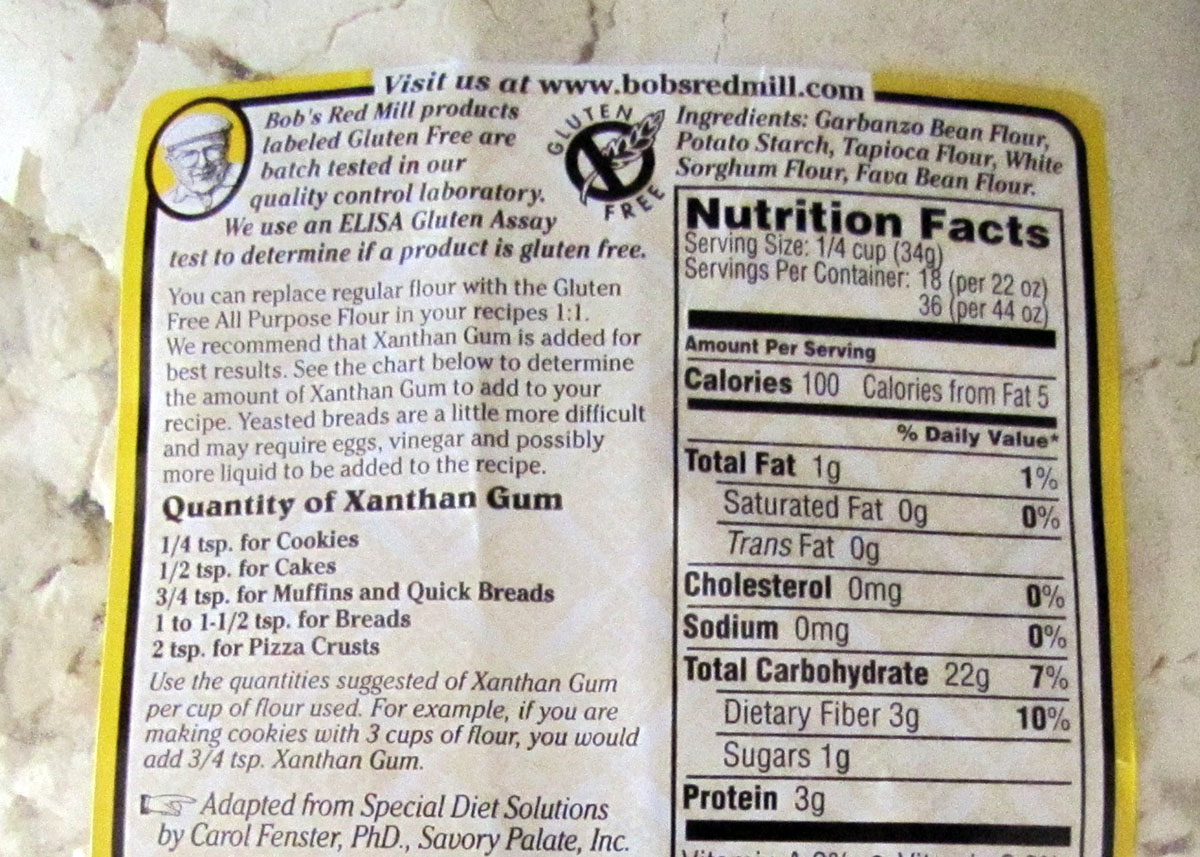 Visit us at www.bobsredmill.com
Bob's Red Mill products
labeled Gluten Free are
batch tested in our
quality control laboratory.
We use an ELISA Gluten Assay
test to determine if a product is gluten free.
GLUTEN
FREE
You can replace regular flour with the Gluten
Free All Purpose Flour in your recipes 1:1.
We recommend that Xanthan Gum is added for
best results. See the chart below to determine
the amount of Xanthan Gum to add to your
recipe. Yeasted breads are a little more difficult
and may require eggs, vinegar and possibly
more liquid to be added to the recipe.
Quantity of Xanthan Gum
1/4 tsp. for Cookies
1/2 tsp. for Cakes
3/4 tsp. for Muffins and Quick Breads
1 to 1-1/2 tsp. for Breads
2 tsp. for Pizza Crusts
Use the quantities suggested of Xanthan Gum
per cup of flour used. For example, if you are
making cookies with 3 cups of flour, you would
add 3/4 tsp. Xanthan Gum.
Adapted from Special Diet Solutions
by Carol Fenster, PhD., Savory Palate, Inc.
Ingredients: Garbanzo Bean Flour,
Potato Starch, Tapioca Flour, White
Sorghum Flour, Fava Bean Flour.
Nutrition Facts
Serving Size: 1/4 cup (34g)
Servings Per Container: 18 (per 22 oz)
36 (per 44 oz)
Amount Per Serving
Calories 100 Calories from Fat 5
% Daily Value*
Total Fat 1g 1%
Saturated Fat 0g 0%
Trans Fat 0g
Cholesterol 0mg 0%
Sodium 0mg 0%
Total Carbohydrate 22g 7%
Dietary Fiber 3g 10%
Sugars 1g
Protein 3g